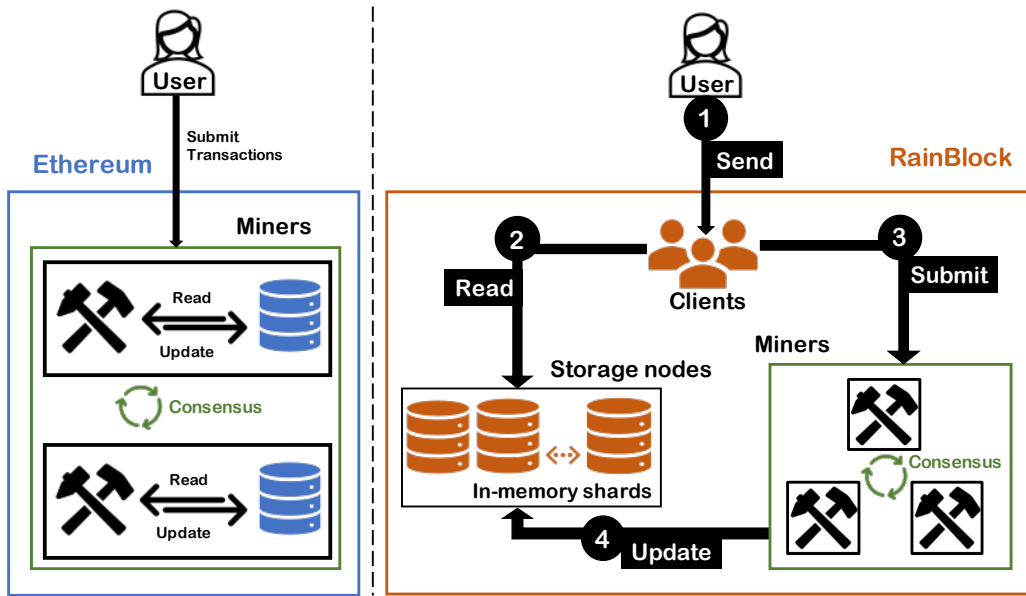 User
Submit
Transactions
Ethereum
Miners
Read
Update
Consensus
Read
Update
User
1
Send
RainBlock
2
Read
3
Submit
Clients
Miners
Storage nodes
In-memory shards
Consensus
4
Update